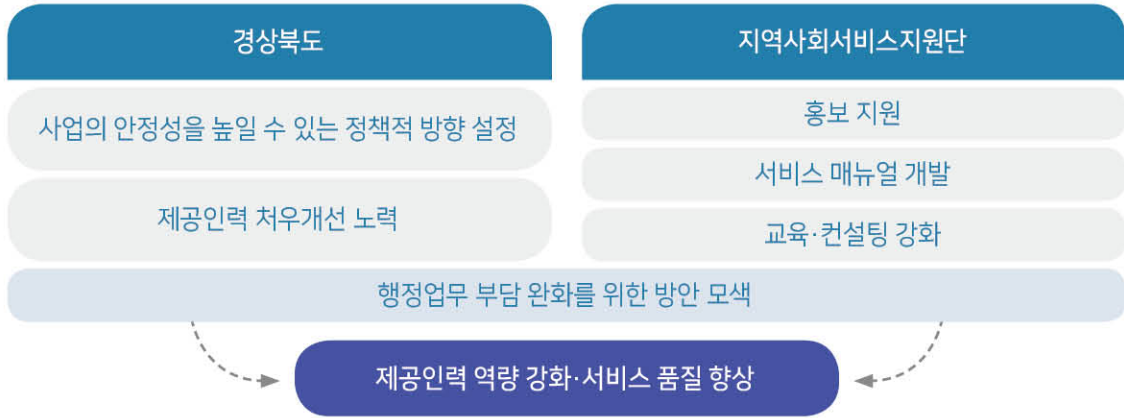 경상북도
사업의 안정성을 높일 수 있는 정책적 방향 설정
제공인력 처우개선 노력
지역사회서비스지원단
홍보 지원
서비스 매뉴얼 개발
교육·컨설팅 강화
행정업무 부담 완화를 위한 방안 모색
제공인력 역량 강화·서비스 품질 향상